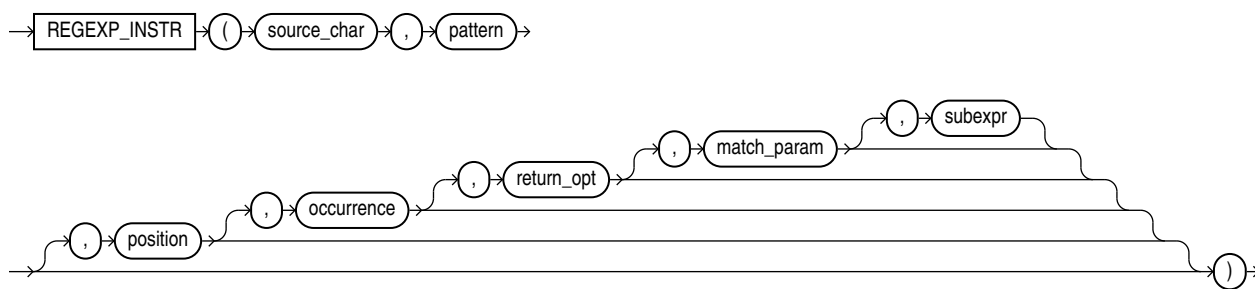 REGEXP_INSTR ( source_char , pattern
, subexpr
, match_param
, return_opt
, occurrence
, position
)